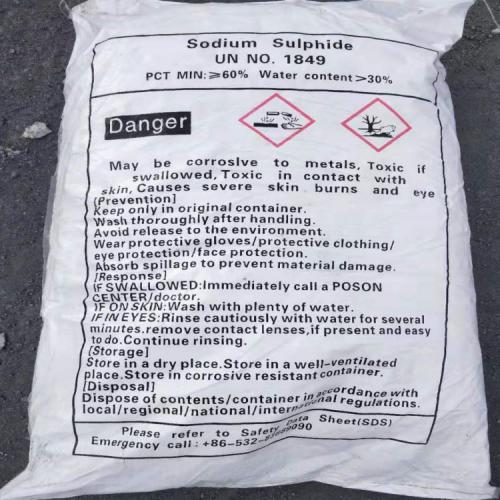 Sodium Sulphide
UN NO. 1849
PCT MIN:≥60% Water content>30%
Danger
May be corrosive to metals, Toxic if
swallowed, Toxic in contact with
skin, Causes severe skin burns and eye
[Prevention]
Keep only in original container.
Wash thoroughly after handling.
Avoid release to the environment.
Wear protective gloves/protective clothing/
eye protection/face protection.
Absorb spillage to prevent material damage.
[Response]
IF SWALLOWED:Immediately call a POSON
CENTER/doctor.
IF ON SKIN:Wash with plenty of water.
IF IN EYES:Rinse cautiously with water for several
minutes.remove contact lenses,if present and easy
to do.Continue rinsing.
[Storage]
Store in a dry place.Store in a well-ventilated
place.Store in corrosive resistant container.
[Disposal]
Dispose of contents/container in accordance with
local/regional/national/international regulations.
Please refer to Safety Data Sheet(SDS)
Emergency call:+86-532-